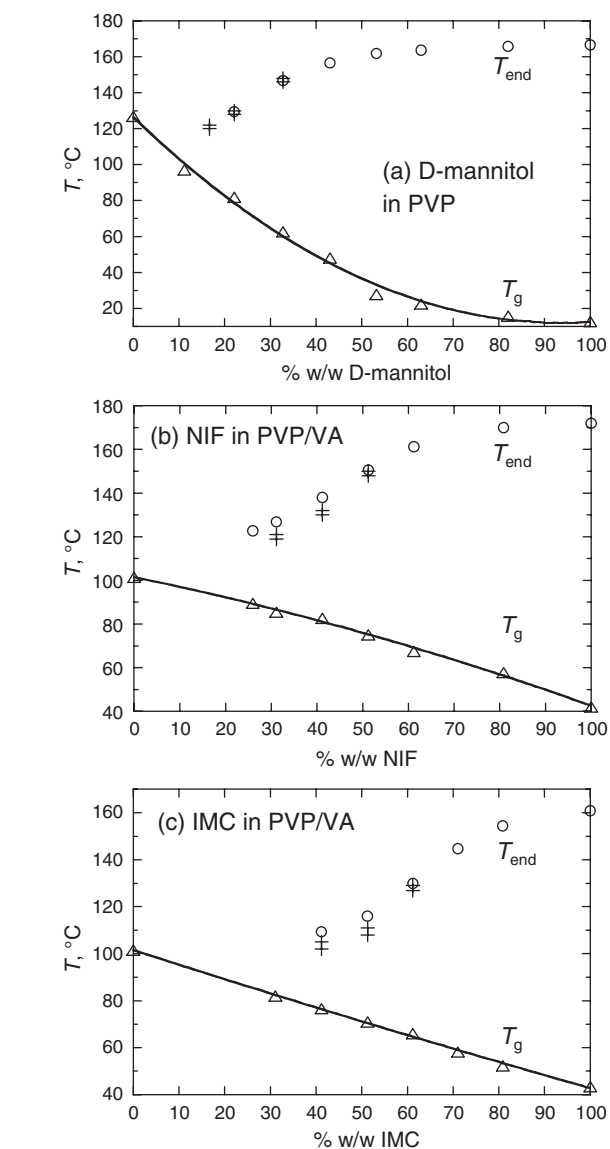 180
160
140
120
100
80
60
40
20
T, °C
T_end
(a) D-mannitol
in PVP
T_g
0 10 20 30 40 50 60 70 80 90 100
% w/w D-mannitol
180
160
140
120
100
80
60
40
T, °C
(b) NIF in PVP/VA
T_end
T_g
0 10 20 30 40 50 60 70 80 90 100
% w/w NIF
160
140
120
100
80
60
40
T, °C
(c) IMC in PVP/VA
T_end
T_g
0 10 20 30 40 50 60 70 80 90 100
% w/w IMC